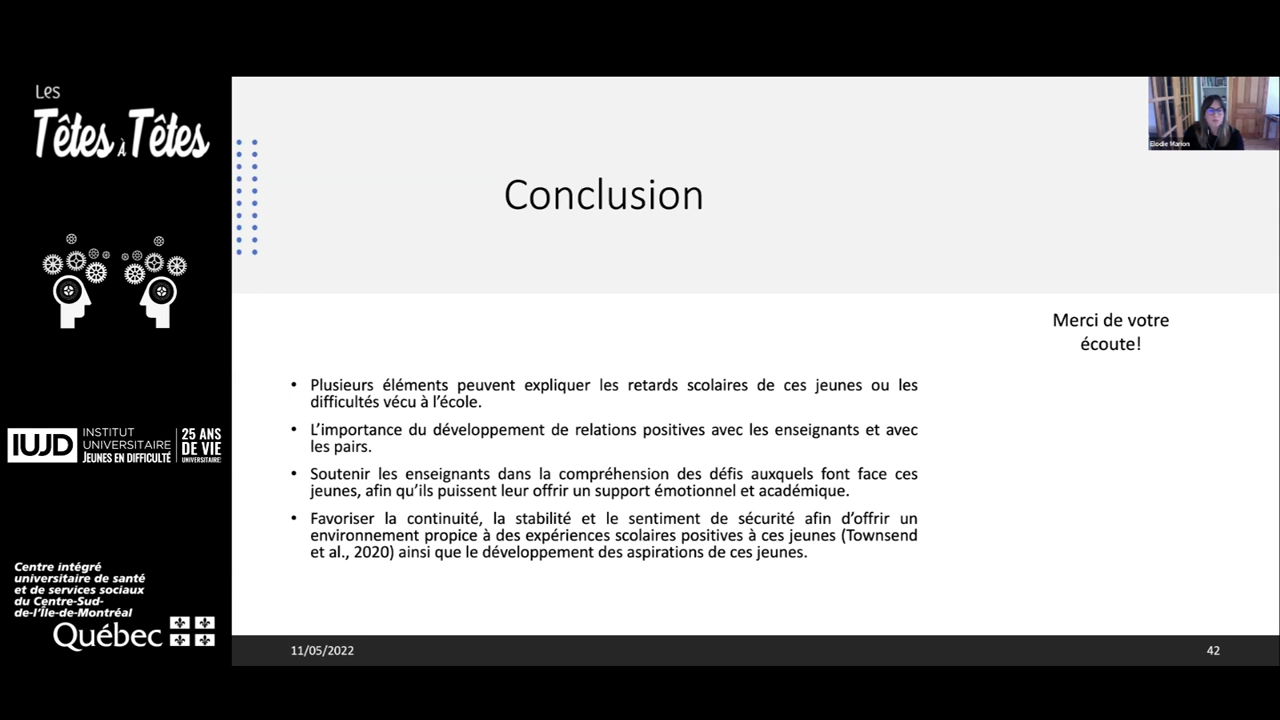 Les
Têtes à Têtes
IUJD
INSTITUT
UNIVERSITAIRE
JEUNES EN DIFFICULTÉ
25 ANS
DE VIE
UNIVERSITAIRE!
Centre intégré
universitaire de santé
et de services sociaux
du Centre-Sud-
de-l'Île-de-Montréal
Québec
Elodie Marion
Conclusion
Merci de votre
écoute!
• Plusieurs éléments peuvent expliquer les retards scolaires de ces jeunes ou les
difficultés vécu à l'école.
• L'importance du développement de relations positives avec les enseignants et avec
les pairs.
• Soutenir les enseignants dans la compréhension des défis auxquels font face ces
jeunes, afin qu'ils puissent leur offrir un support émotionnel et académique.
• Favoriser la continuité, la stabilité et le sentiment de sécurité afin d'offrir un
environnement propice à des expériences scolaires positives à ces jeunes (Townsend
et al., 2020) ainsi que le développement des aspirations de ces jeunes.
11/05/2022
42